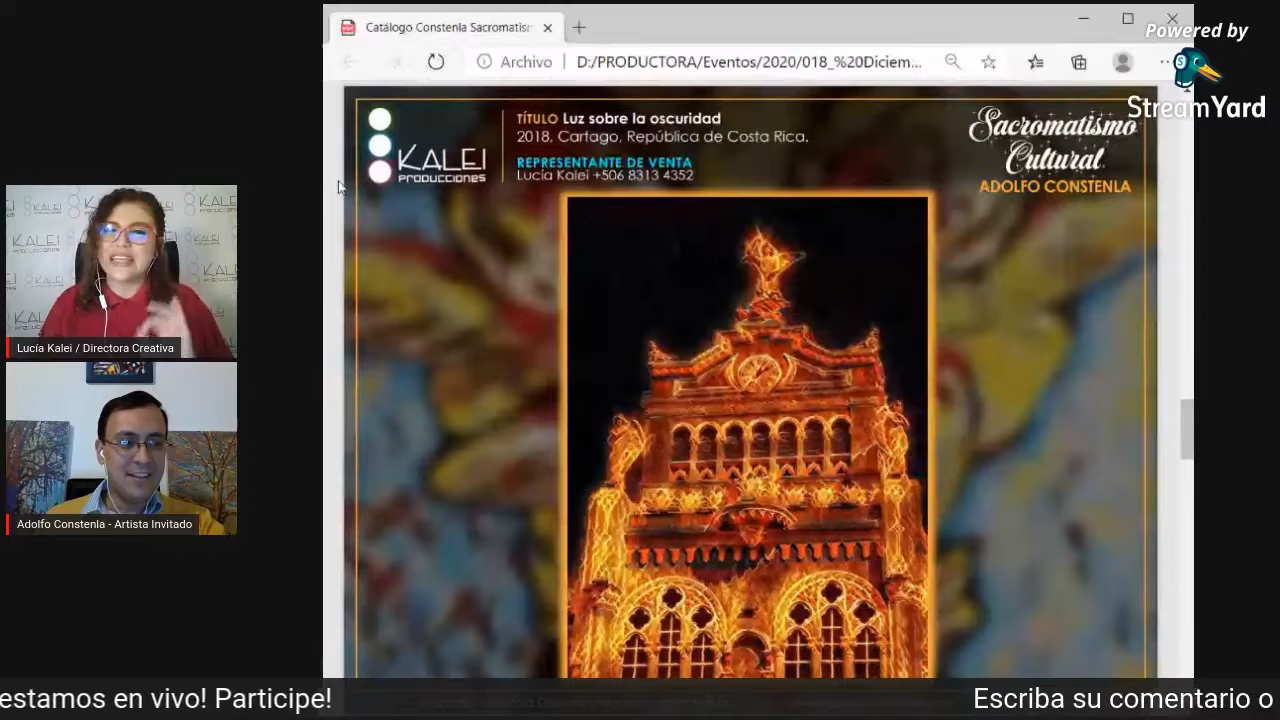 Catálogo Constenla Sacromatisn
Archivo
D:/PRODUCTORA/Eventos/2020/018_%20Diciem...
Powered by
StreamYard
KALEI
PRODUCCIONES
TÍTULO Luz sobre la oscuridad
2018, Cartago, República de Costa Rica.
REPRESENTANTE DE VENTA
Lucía Kalei +506 8313 4352
Sacromatismo
Cultural
ADOLFO CONSTENLA
Lucía Kalei / Directora Creativa
Adolfo Constenla - Artista Invitado
estamos en vivo! Participe!
Escriba su comentario o